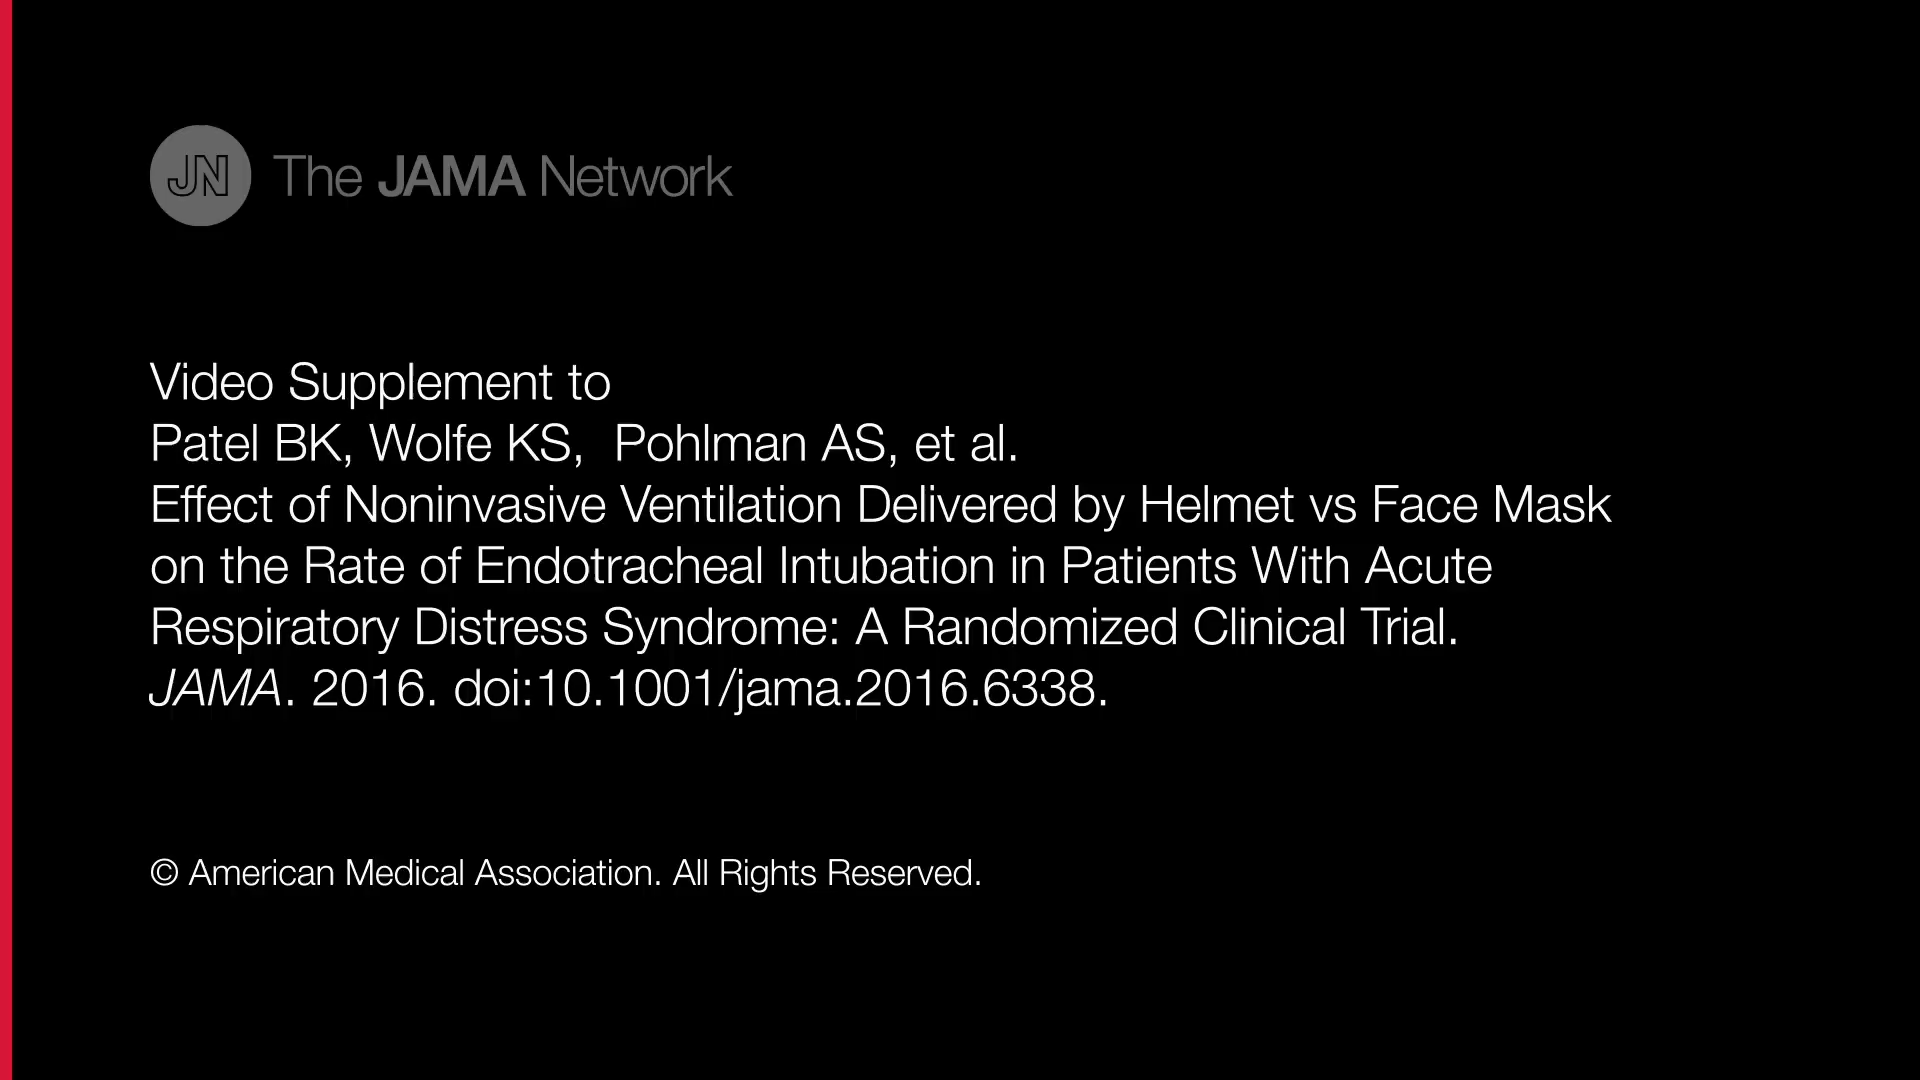 JN The JAMA Network
Video Supplement to
Patel BK, Wolfe KS,  Pohlman AS, et al.
Effect of Noninvasive Ventilation Delivered by Helmet vs Face Mask
on the Rate of Endotracheal Intubation in Patients With Acute
Respiratory Distress Syndrome: A Randomized Clinical Trial.
JAMA. 2016. doi:10.1001/jama.2016.6338.
© American Medical Association. All Rights Reserved.